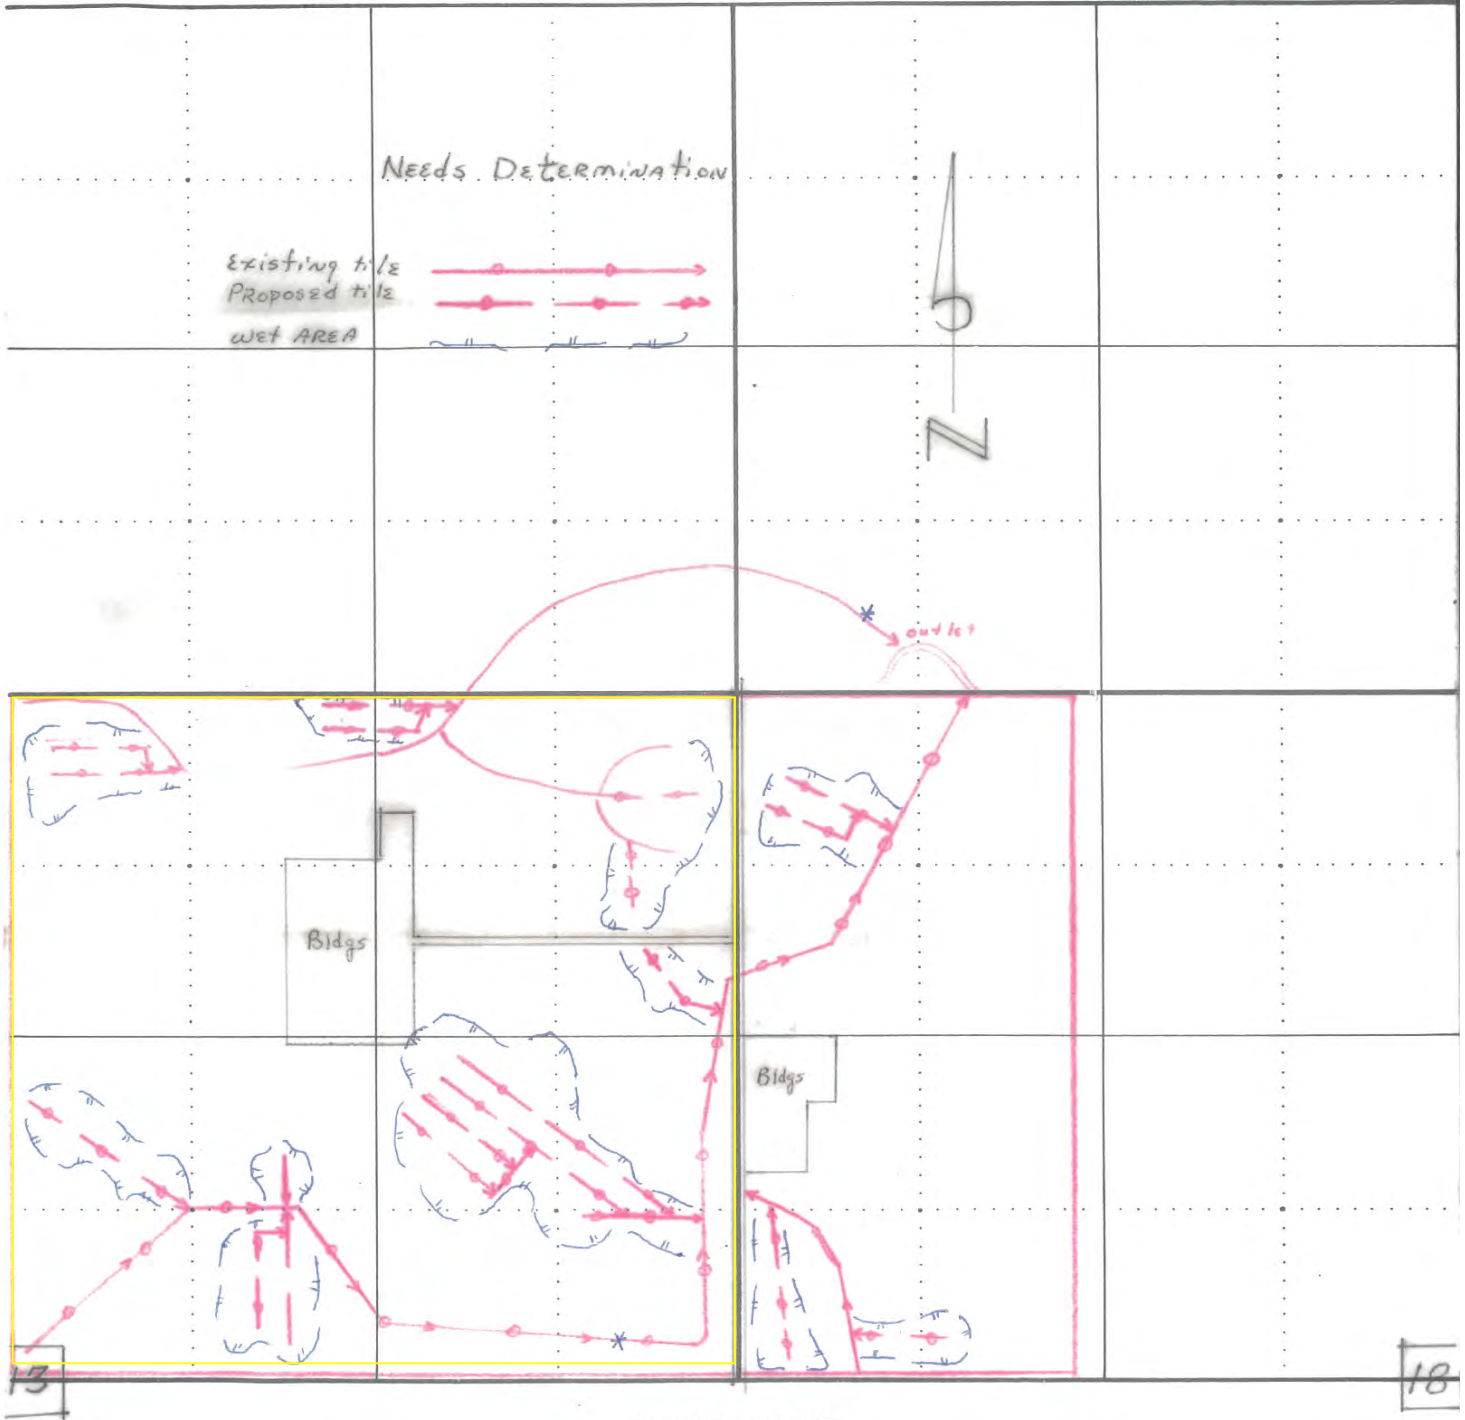 Needs Determination
Existing tile
Proposed tile
wet AREA
N
outlet
Bldgs
Bldgs
13
18